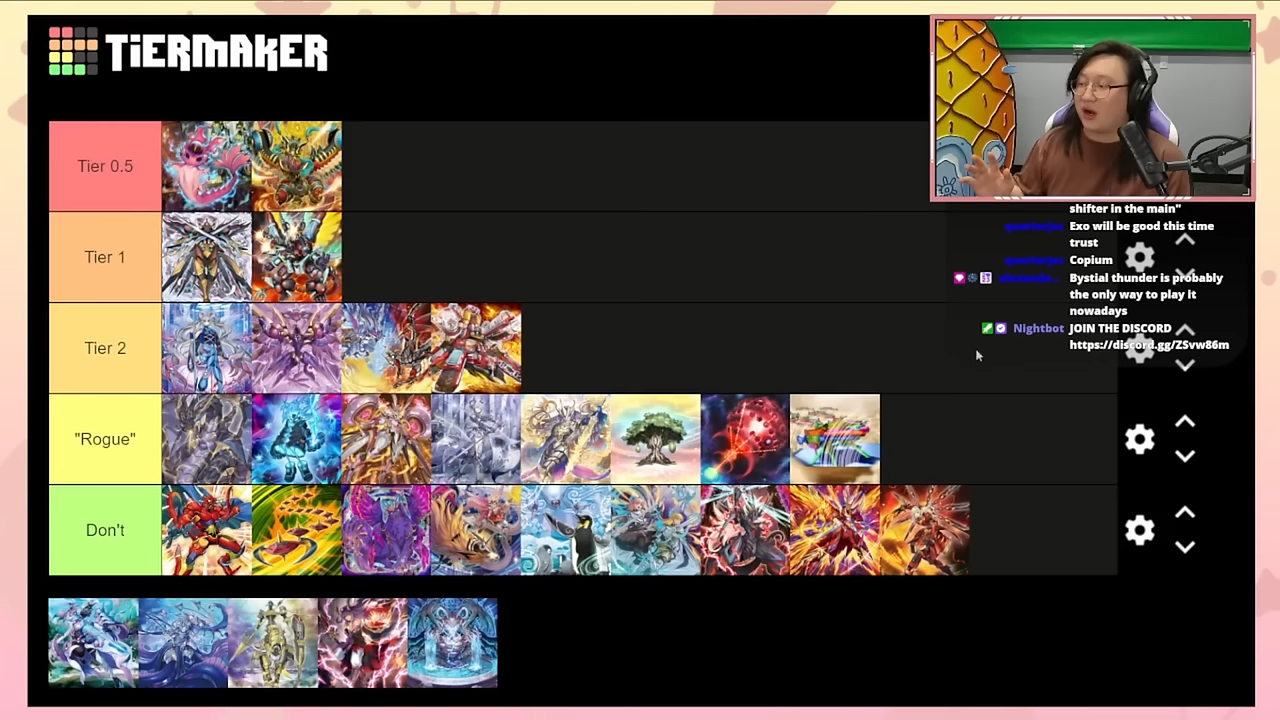 TiERMAKER
Tier 0.5
Tier 1
Tier 2
"Rogue"
Don't
shifter in the main"
Exo will be good this time
trust
Copium
Bystial thunder is probably
the only way to play it
nowadays
Nightbot JOIN THE DISCORD
https://discord.gg/ZSvw86m